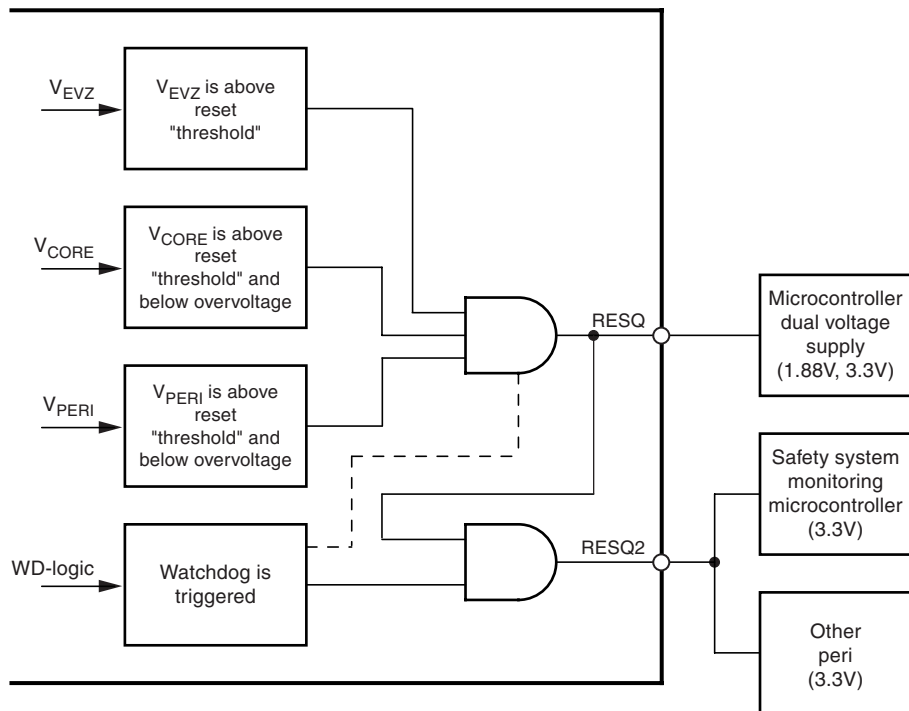 VEVZ
VEVZ is above
reset
"threshold"
VCORE
VCORE is above
reset
"threshold" and
below overvoltage
VPERI
VPERI is above
reset
"threshold" and
below overvoltage
WD-logic
Watchdog is
triggered
RESQ
RESQ2
Microcontroller
dual voltage
supply
(1.88V, 3.3V)
Safety system
monitoring
microcontroller
(3.3V)
Other
peri
(3.3V)